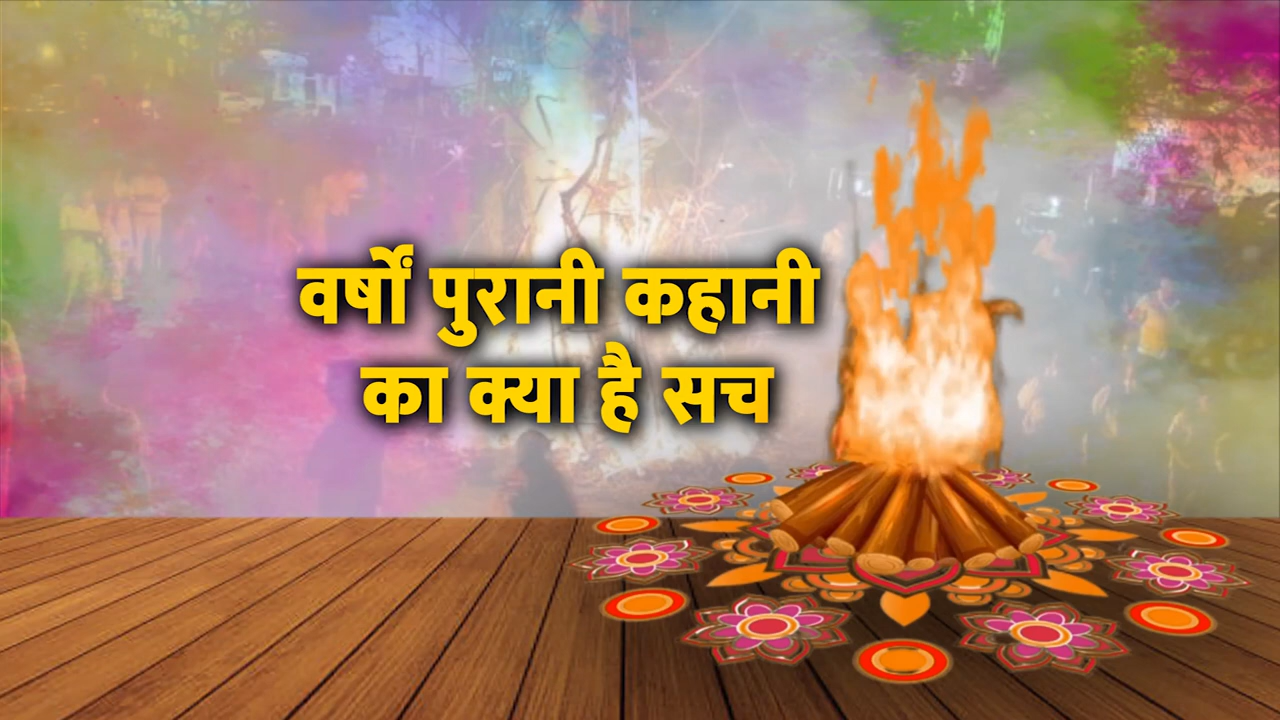 वर्षों पुरानी कहानी
का क्या है सच